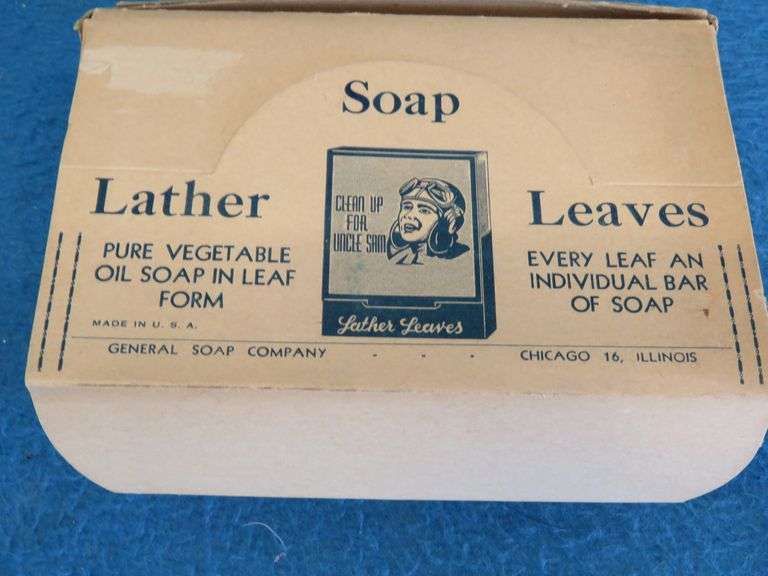 Soap
Lather Leaves
CLEAN UP
FOR
UNCLE SAM
Lather Leaves
PURE VEGETABLE
OIL SOAP IN LEAF
FORM
MADE IN U. S. A.
EVERY LEAF AN
INDIVIDUAL BAR
OF SOAP
GENERAL SOAP COMPANY - - - CHICAGO 16, ILLINOIS